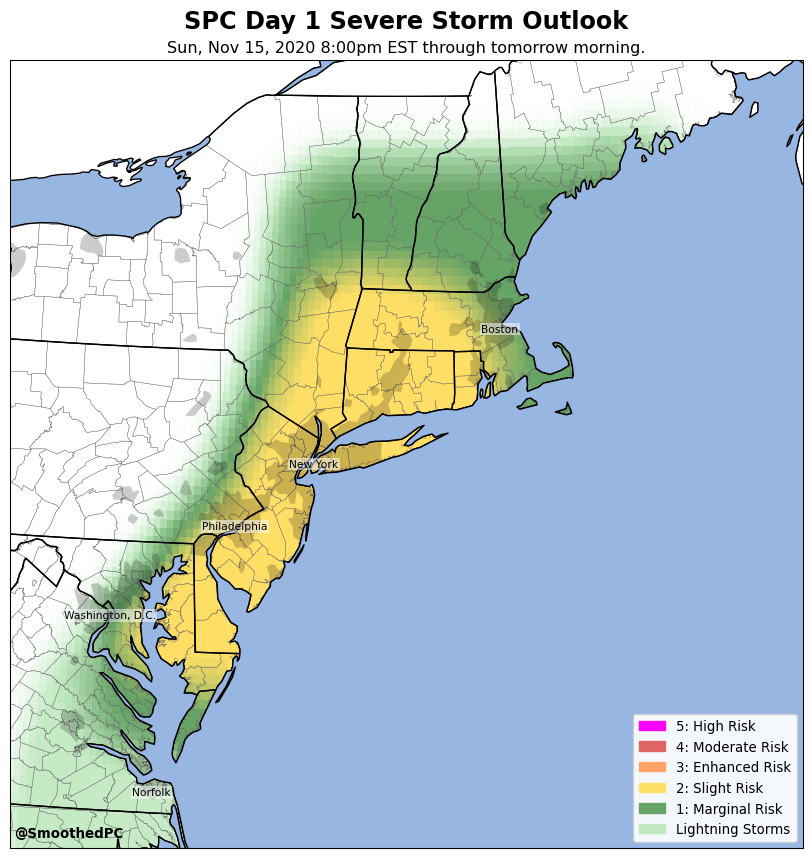 SPC Day 1 Severe Storm Outlook
Sun, Nov 15, 2020 8:00pm EST through tomorrow morning.
Boston
New York
Philadelphia
Washington, D.C.
Norfolk
5: High Risk
4: Moderate Risk
3: Enhanced Risk
2: Slight Risk
1: Marginal Risk
Lightning Storms
@SmoothedPC